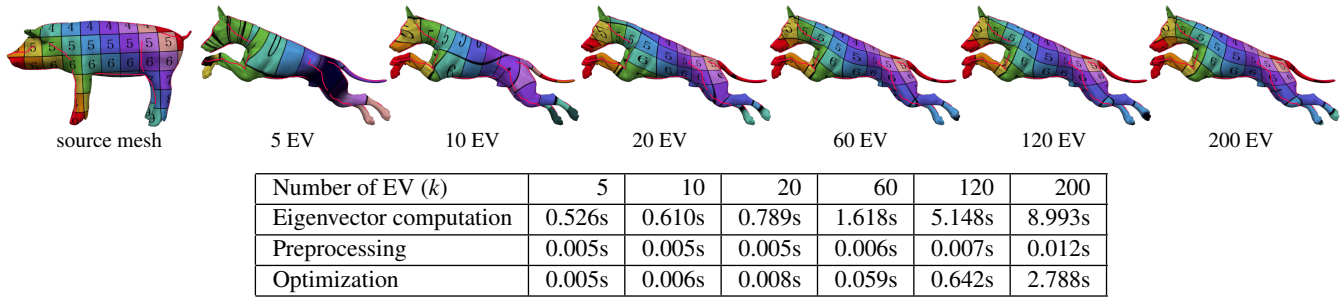 source mesh 5 EV 10 EV 20 EV 60 EV 120 EV 200 EV
Number of EV (k) 5 10 20 60 120 200
Eigenvector computation 0.526s 0.610s 0.789s 1.618s 5.148s 8.993s
Preprocessing 0.005s 0.005s 0.005s 0.006s 0.007s 0.012s
Optimization 0.005s 0.006s 0.008s 0.059s 0.642s 2.788s